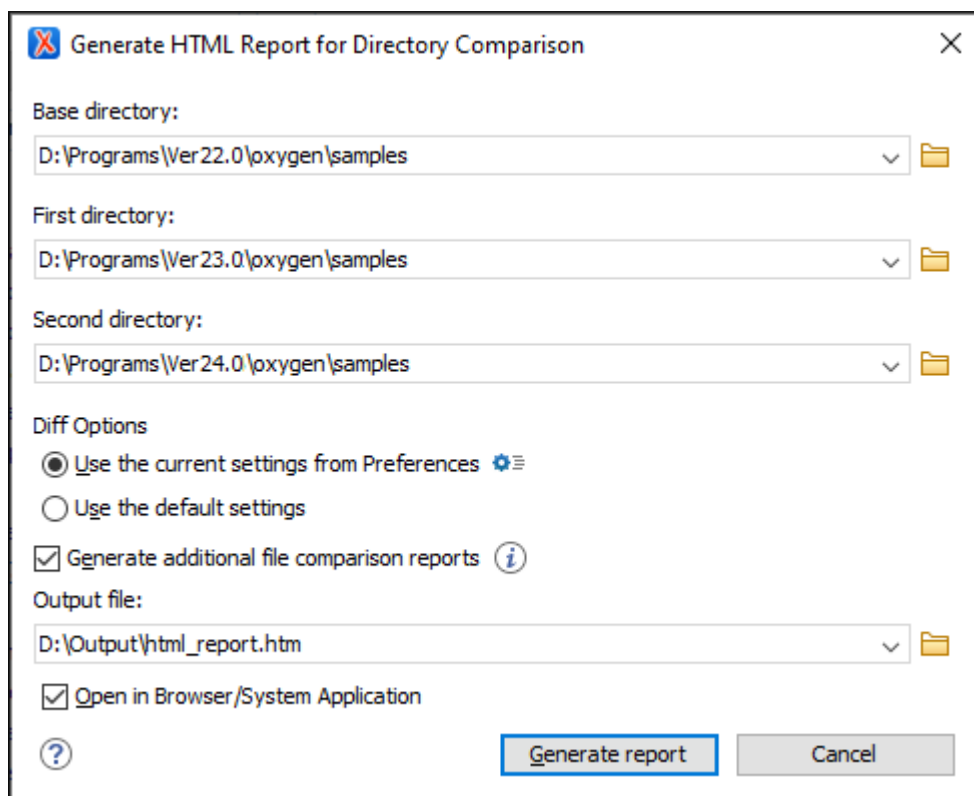 Generate HTML Report for Directory Comparison
Base directory:
D:\Programs\Ver22.0\oxygen\samples
First directory:
D:\Programs\Ver23.0\oxygen\samples
Second directory:
D:\Programs\Ver24.0\oxygen\samples
Diff Options
Use the current settings from Preferences
Use the default settings
Generate additional file comparison reports
Output file:
D:\Output\html_report.htm
Open in Browser/System Application
Generate report Cancel